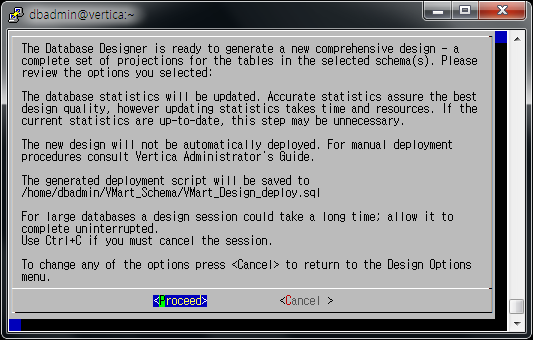 dbadmin@vertica:~
The Database Designer is ready to generate a new comprehensive design - a
complete set of projections for the tables in the selected schema(s). Please
review the options you selected:
The database statistics will be updated. Accurate statistics assure the best
design quality, however updating statistics takes time and resources. If the
current statistics are up-to-date, this step may be unnecessary.
The new design will not be automatically deployed. For manual deployment
procedures consult Vertica Administrator's Guide.
The generated deployment script will be saved to
/home/dbadmin/VMart_Schema/VMart_Design_deploy.sql
For large databases a design session could take a long time; allow it to
complete uninterrupted.
Use Ctrl+C if you must cancel the session.
To change any of the options press <Cancel> to return to the Design Options
menu.
<Proceed> <Cancel >